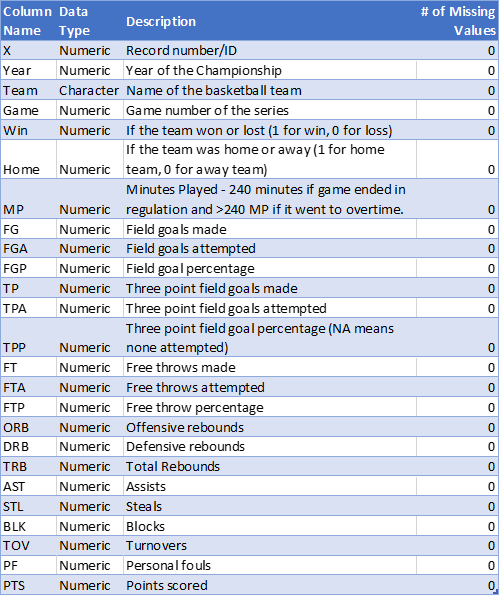 Column Name Data Type Description # of Missing Values
X Numeric Record number/ID 0
Year Numeric Year of the Championship 0
Team Character Name of the basketball team 0
Game Numeric Game number of the series 0
Win Numeric If the team won or lost (1 for win, 0 for loss) 0
If the team was home or away (1 for home
Home Numeric team, 0 for away team) 0
Minutes Played - 240 minutes if game ended in
MP Numeric regulation and >240 MP if it went to overtime. 0
FG Numeric Field goals made 0
FGA Numeric Field goals attempted 0
FGP Numeric Field goal percentage 0
TP Numeric Three point field goals made 0
TPA Numeric Three point field goals attempted 0
Three point field goal percentage (NA means
TPP Numeric none attempted) 0
FT Numeric Free throws made 0
FTA Numeric Free throws attempted 0
FTP Numeric Free throw percentage 0
ORB Numeric Offensive rebounds 0
DRB Numeric Defensive rebounds 0
TRB Numeric Total Rebounds 0
AST Numeric Assists 0
STL Numeric Steals 0
BLK Numeric Blocks 0
TOV Numeric Turnovers 0
PF Numeric Personal fouls 0
PTS Numeric Points scored 0